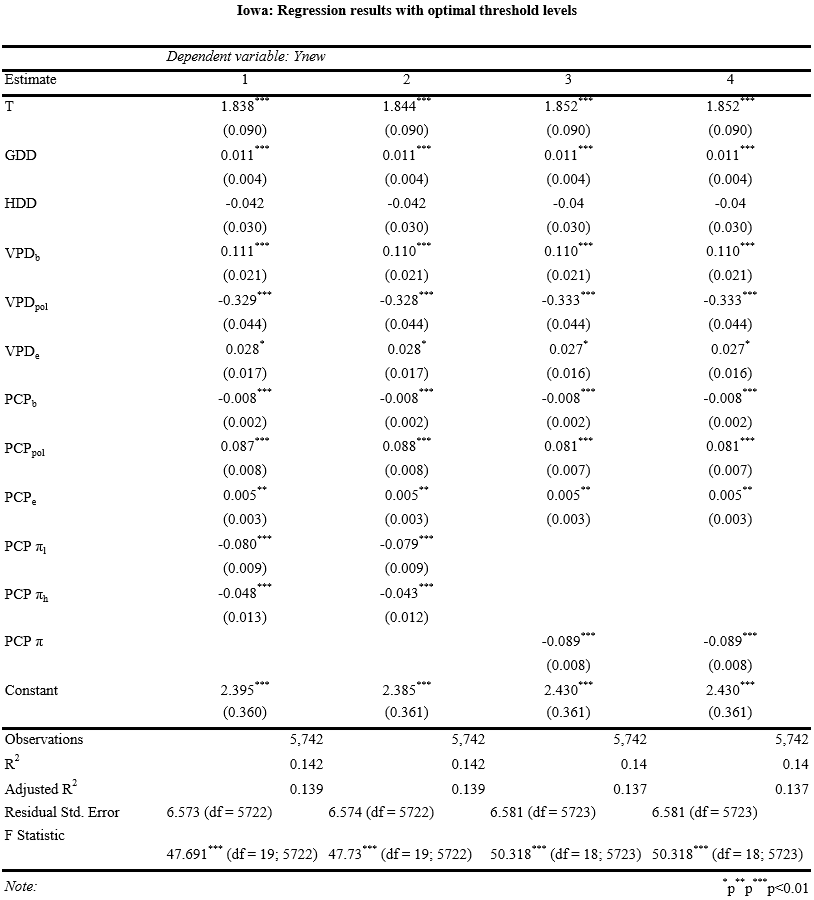 Iowa: Regression results with optimal threshold levels
Dependent variable: Ynew
Estimate 1 2 3 4
T 1.838*** 1.844*** 1.852*** 1.852***
(0.090) (0.090) (0.090) (0.090)
GDD 0.011*** 0.011*** 0.011*** 0.011***
(0.004) (0.004) (0.004) (0.004)
HDD -0.042 -0.042 -0.04 -0.04
(0.030) (0.030) (0.030) (0.030)
VPDb 0.111*** 0.110*** 0.110*** 0.110***
(0.021) (0.021) (0.021) (0.021)
VPDpol -0.329*** -0.328*** -0.333*** -0.333***
(0.044) (0.044) (0.044) (0.044)
VPDe 0.028* 0.028* 0.027* 0.027*
(0.017) (0.017) (0.016) (0.016)
PCPb -0.008*** -0.008*** -0.008*** -0.008***
(0.002) (0.002) (0.002) (0.002)
PCPpol 0.087*** 0.088*** 0.081*** 0.081***
(0.008) (0.008) (0.007) (0.007)
PCPe 0.005** 0.005** 0.005** 0.005**
(0.003) (0.003) (0.003) (0.003)
PCP πl -0.080*** -0.079***
(0.009) (0.009)
PCP πh -0.048*** -0.043***
(0.013) (0.012)
PCP π -0.089*** -0.089***
(0.008) (0.008)
Constant 2.395*** 2.385*** 2.430*** 2.430***
(0.360) (0.361) (0.361) (0.361)
Observations 5,742 5,742 5,742 5,742
R2 0.142 0.142 0.14 0.14
Adjusted R2 0.139 0.139 0.137 0.137
Residual Std. Error 6.573 (df = 5722) 6.574 (df = 5722) 6.581 (df = 5723) 6.581 (df = 5723)
F Statistic
47.691*** (df = 19; 5722) 47.73*** (df = 19; 5722) 50.318*** (df = 18; 5723) 50.318*** (df = 18; 5723)
Note: *p**p***p<0.01